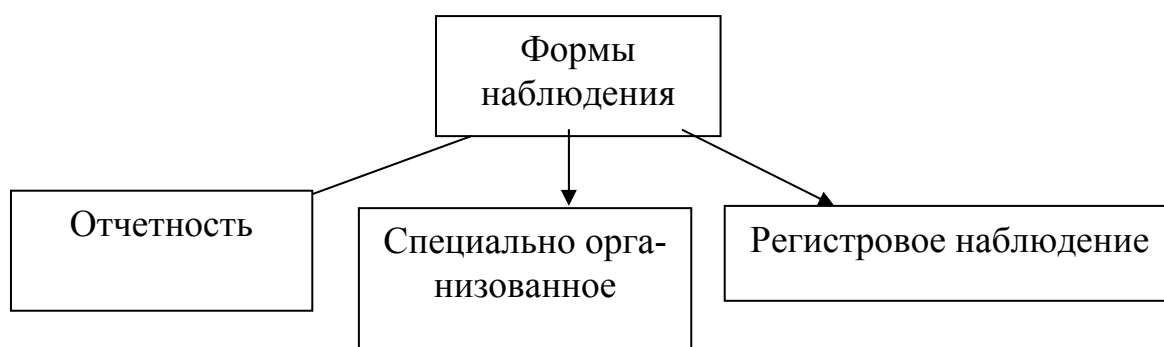 Формы
наблюдения
Отчетность
Специально орга-
низованное
Регистровое наблюдение